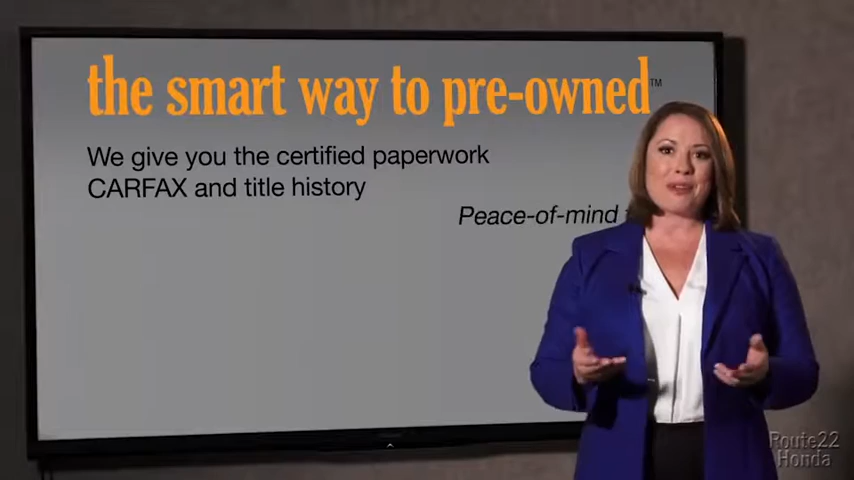 the smart way to pre-owned™
We give you the certified paperwork
CARFAX and title history
Peace-of-mind
Route22
Honda